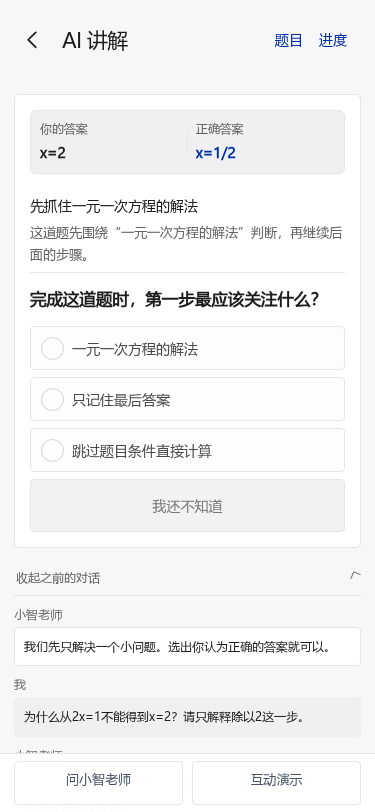 AI 讲解
题目
进度
你的答案
正确答案
x=2
x=1/2
先抓住一元一次方程的解法
这道题先围绕“一元一次方程的解法”判断，再继续后
面的步骤。
完成这道题时，第一步最应该关注什么？
一元一次方程的解法
只记住最后答案
跳过题目条件直接计算
我还不知道
收起之前的对话
小智老师
我们先只解决一个小问题。选出你认为正确的答案就可以。
我
为什么从2x=1不能得到x=2？请只解释除以2这一步。
小智老师
问小智老师
互动演示